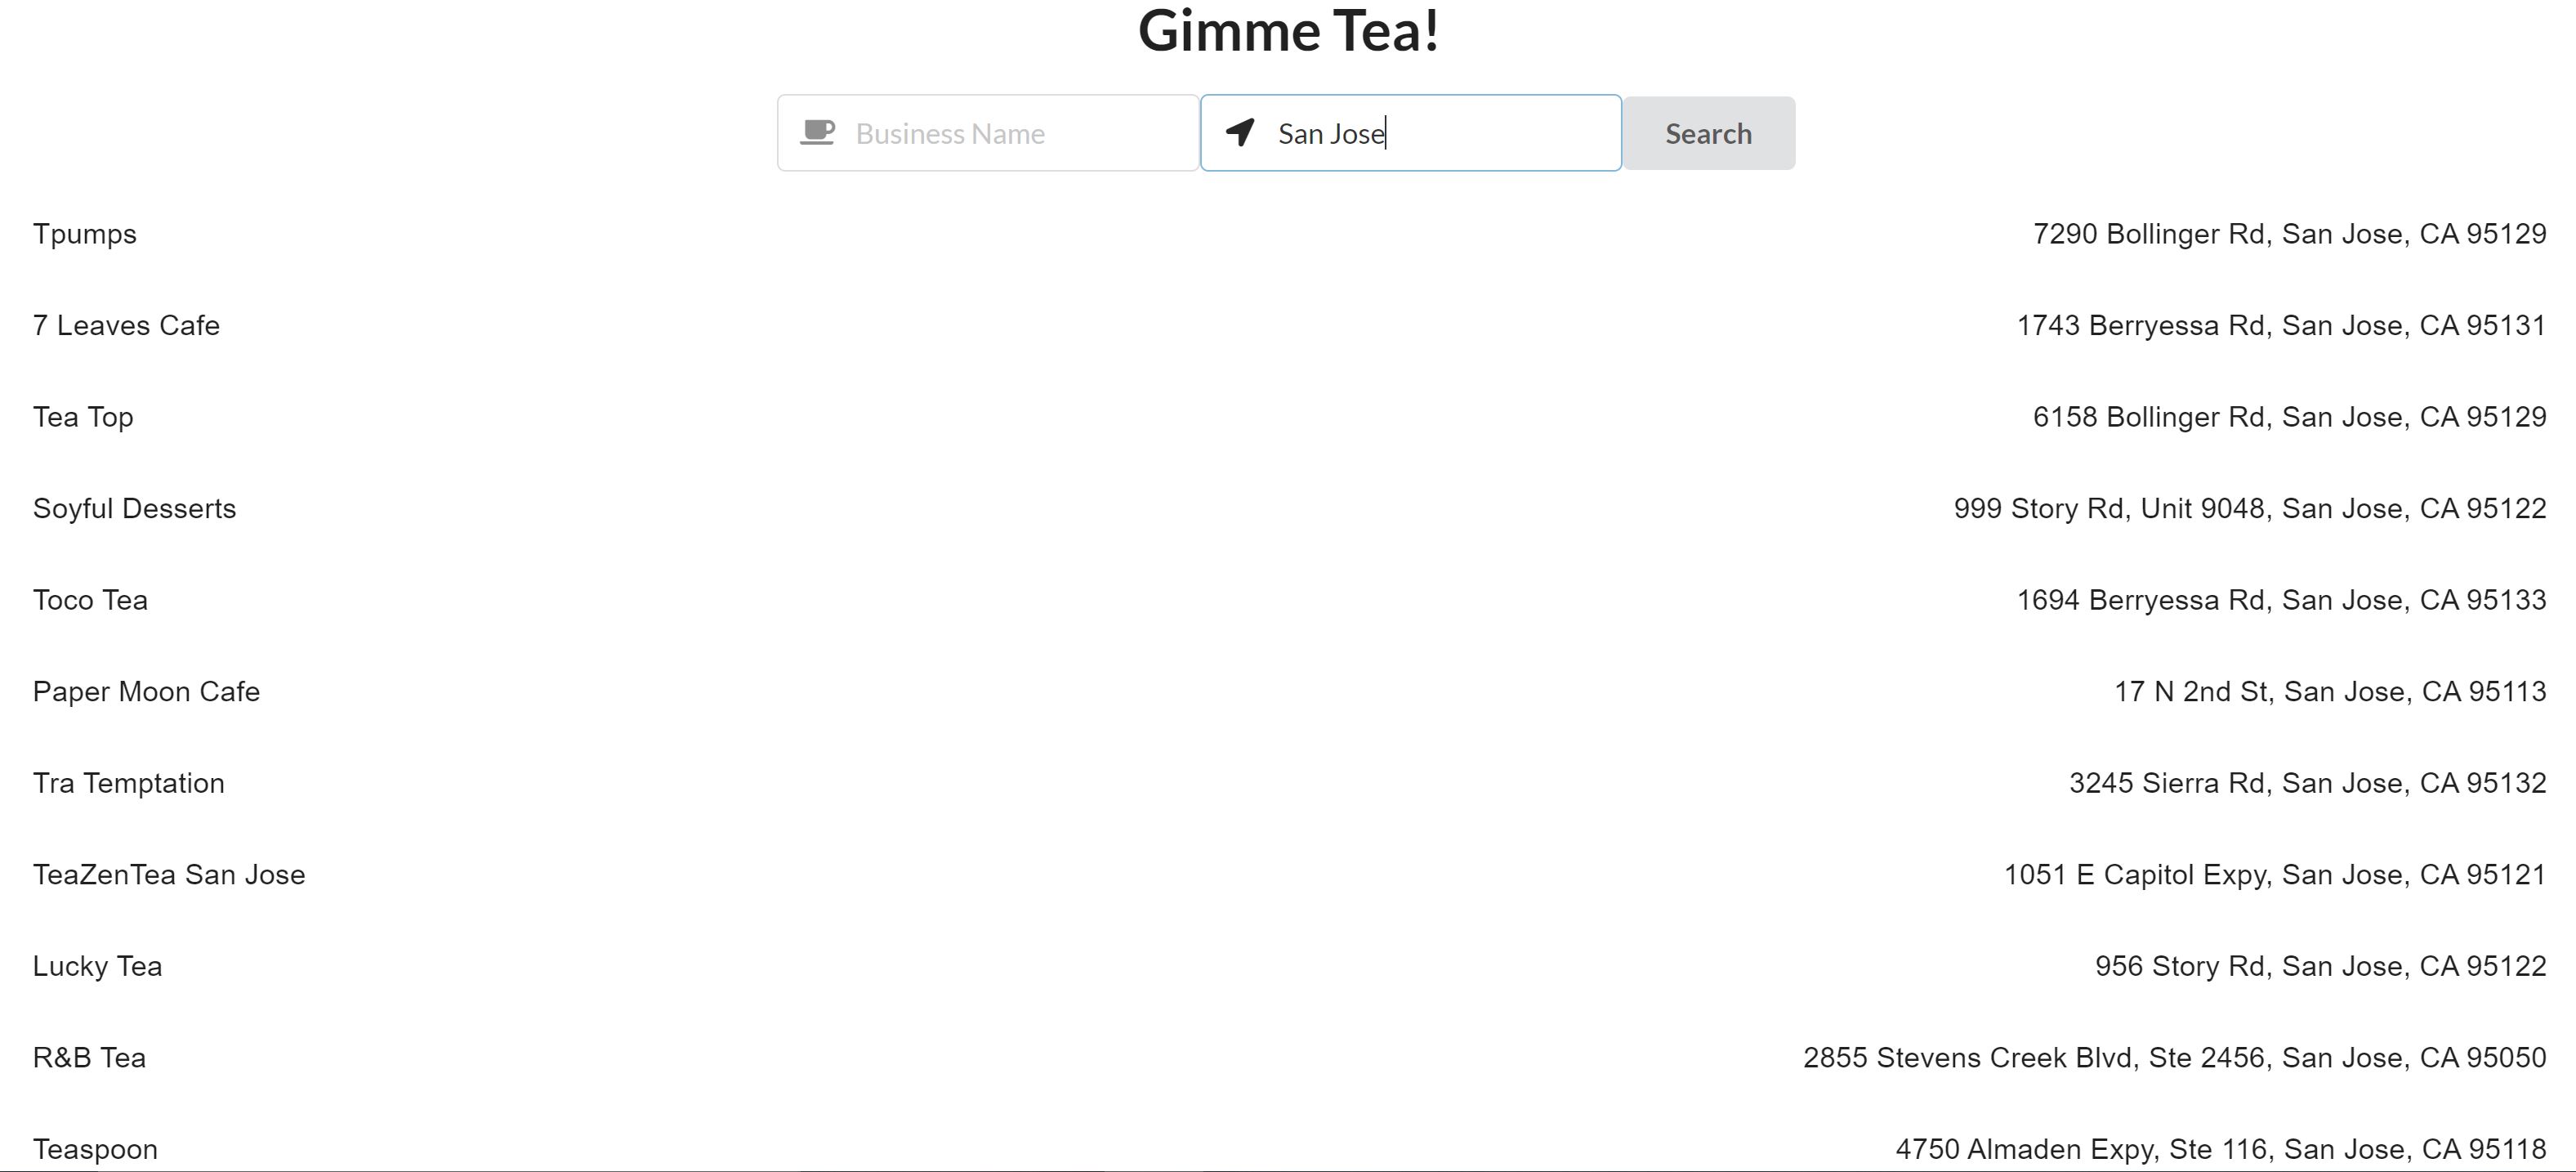 Gimme Tea!
Business Name San Jose Search
Tpumps 7290 Bollinger Rd, San Jose, CA 95129
7 Leaves Cafe 1743 Berryessa Rd, San Jose, CA 95131
Tea Top 6158 Bollinger Rd, San Jose, CA 95129
Soyful Desserts 999 Story Rd, Unit 9048, San Jose, CA 95122
Toco Tea 1694 Berryessa Rd, San Jose, CA 95133
Paper Moon Cafe 17 N 2nd St, San Jose, CA 95113
Tra Temptation 3245 Sierra Rd, San Jose, CA 95132
TeaZenTea San Jose 1051 E Capitol Expy, San Jose, CA 95121
Lucky Tea 956 Story Rd, San Jose, CA 95122
R&B Tea 2855 Stevens Creek Blvd, Ste 2456, San Jose, CA 95050
Teaspoon 4750 Almaden Expy, Ste 116, San Jose, CA 95118